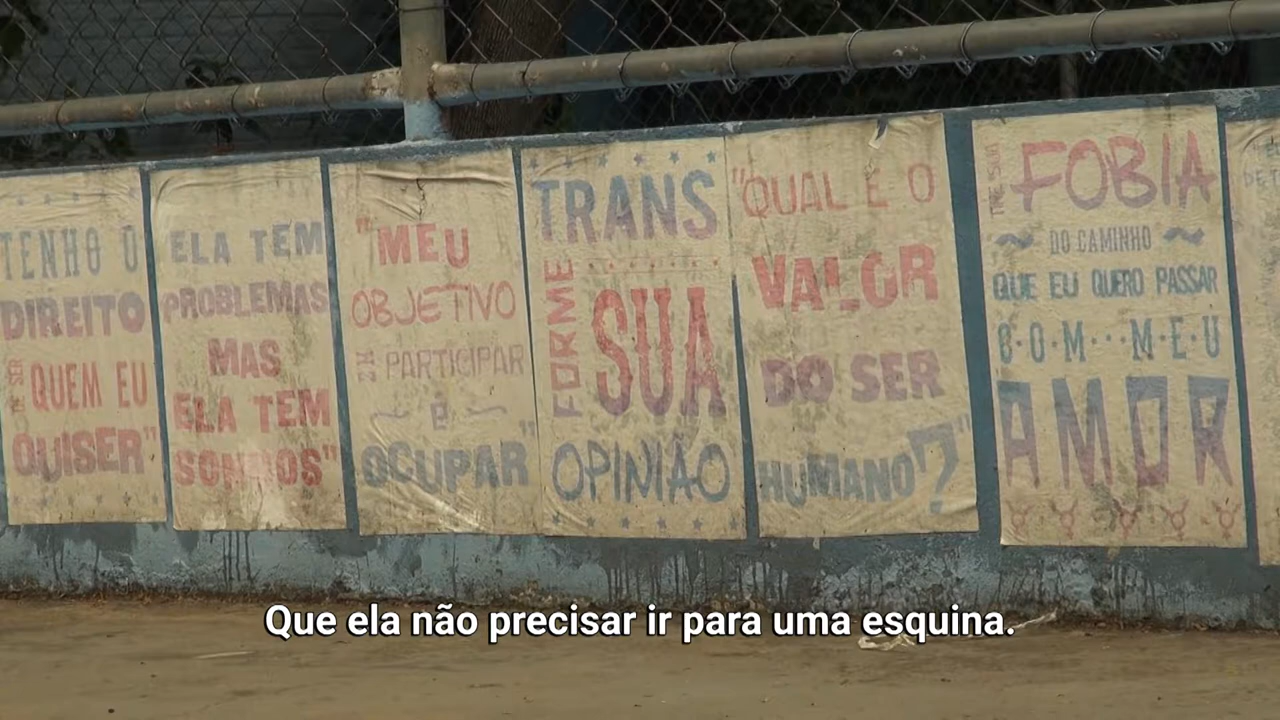 TENHO O
DIREITO
DE SER
QUEM EU
QUISER"
ELA TEM
PROBLEMAS
MAS
ELA TEM
SONHOS"
"MEU
OBJETIVO
PARTICIPAR
É
OCUPAR"
TRANS
FORME
SUA
OPINIÃO
"QUAL É O
VALOR
DO SER
HUMANO?"
FOBIA
DO CAMINHO
QUE EU QUERO PASSAR
COM MEU
AMOR
Que ela não precisar ir para uma esquina.